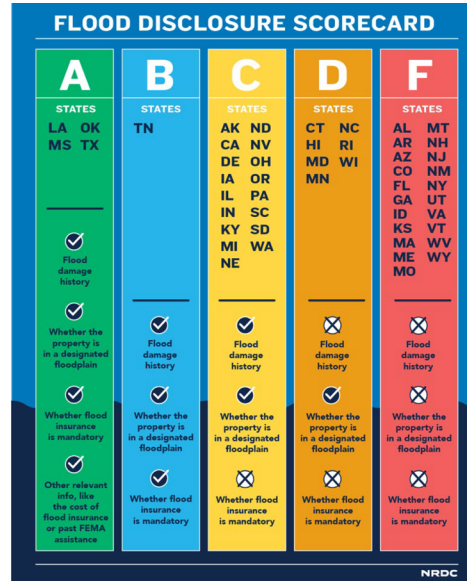 FLOOD DISCLOSURE SCORECARD
A
STATES
LA OK
MS TX
Flood
damage
history
Whether the
property is
in a designated
floodplain
Whether flood
insurance
is mandatory
Other relevant
info, like
the cost of
flood insurance
or past FEMA
assistance
B
STATES
TN
Flood
damage
history
Whether the
property is
in a designated
floodplain
Whether flood
insurance
is mandatory
C
STATES
AK ND
CA NV
DE OH
IA OR
IL PA
IN SC
KY SD
MI WA
NE
Flood
damage
history
Whether the
property is
in a designated
floodplain
Whether flood
insurance
is mandatory
D
STATES
CT NC
HI RI
MD WI
MN
Flood
damage
history
Whether the
property is
in a designated
floodplain
Whether flood
insurance
is mandatory
F
STATES
AL MT
AR NH
AZ NJ
CO NM
FL NY
GA UT
ID VA
KS VT
MA WV
ME WY
MO
Flood
damage
history
Whether the
property is
in a designated
floodplain
Whether flood
insurance
is mandatory
NRDC